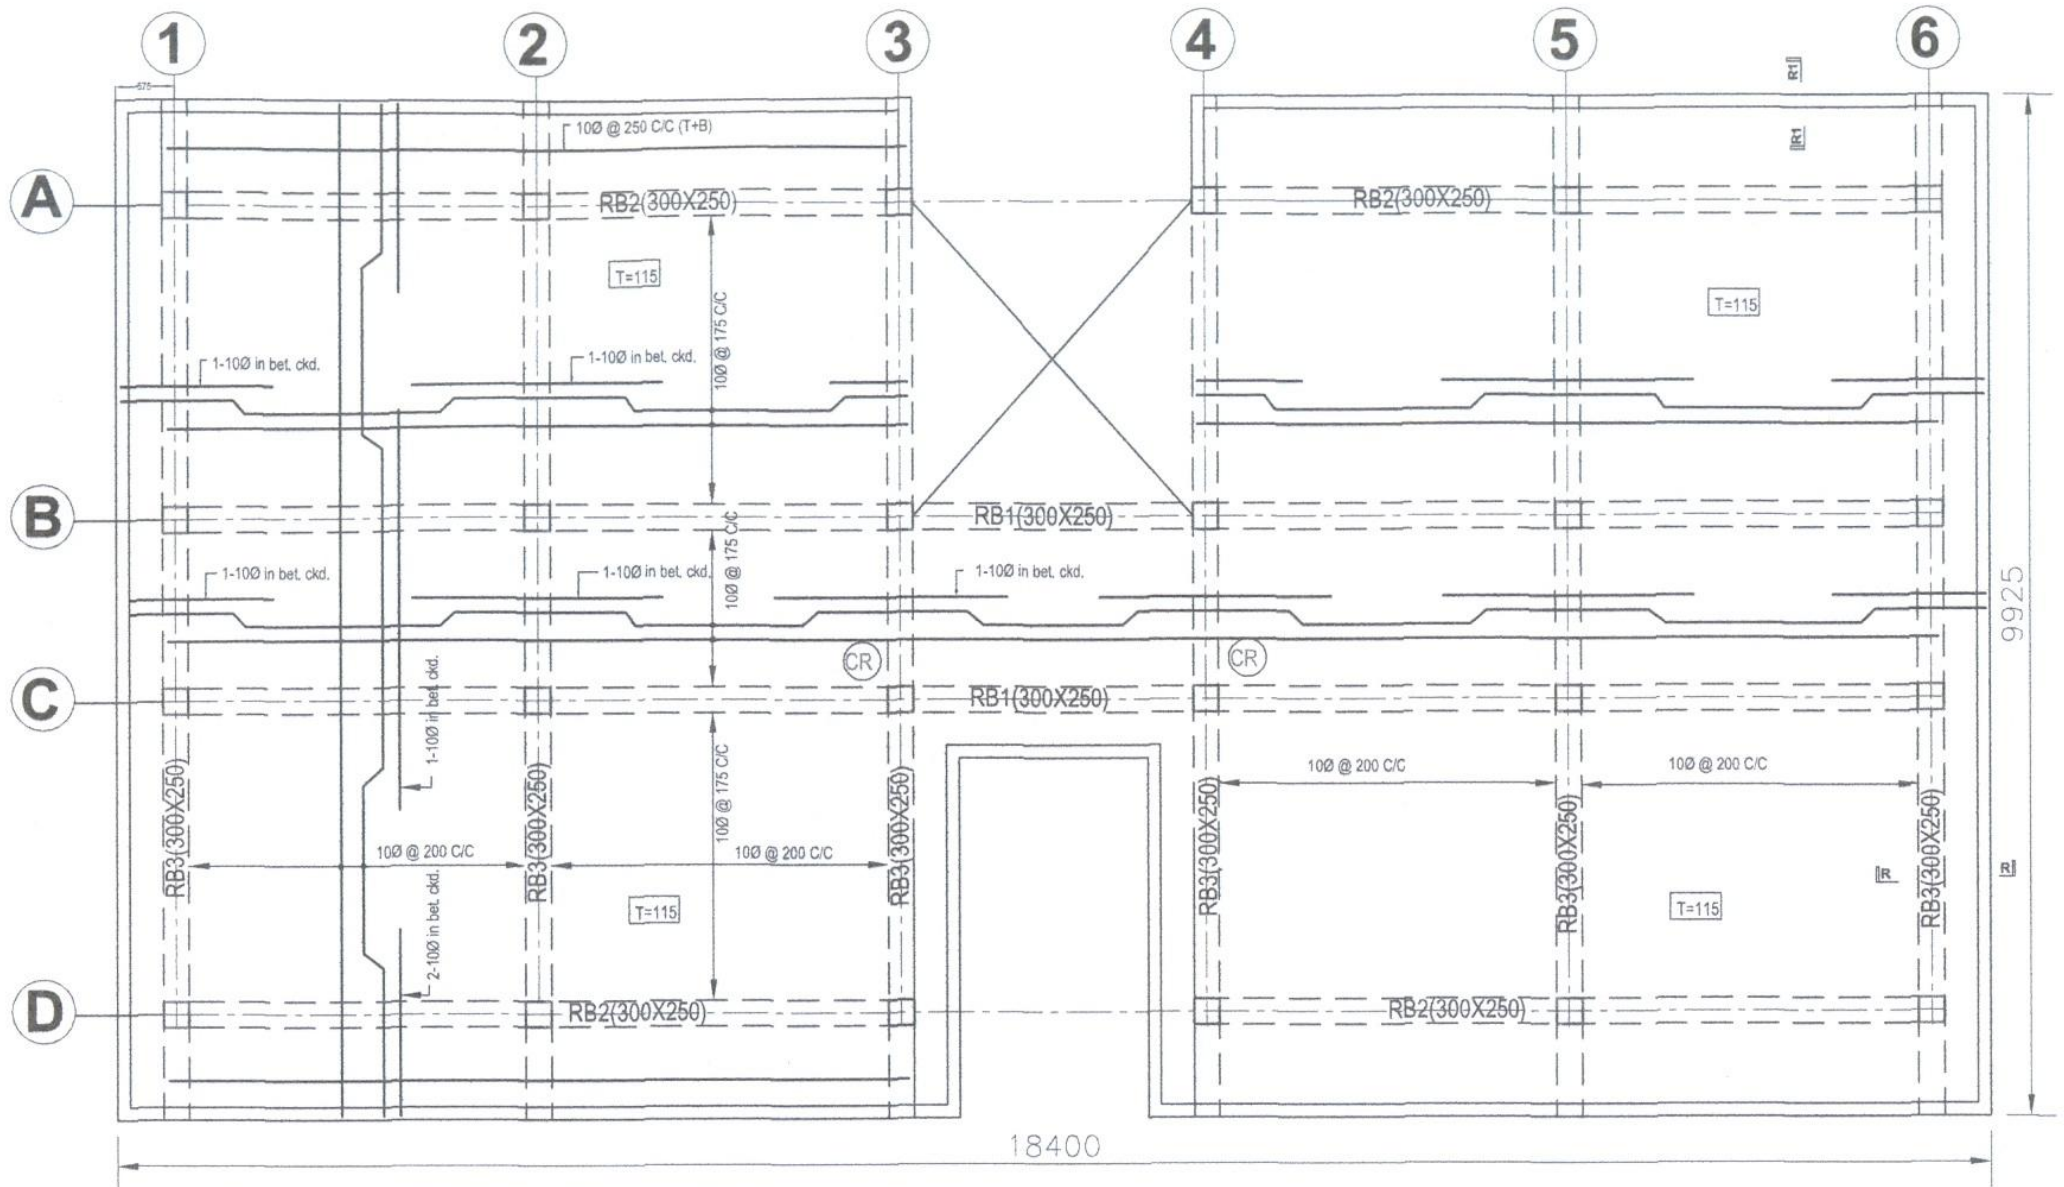 1 2 3 4 5 6
575
R1
10Ø @ 250 C/C (T+B)
R1
A
RB2(300X250)
RB2(300X250)
T=115
T=115
10Ø @ 175 C/C
1-10Ø in bet. ckd.
1-10Ø in bet. ckd.
B
RB1(300X250)
10Ø @ 175 C/C
1-10Ø in bet. ckd.
1-10Ø in bet. ckd.
1-10Ø in bet. ckd.
9925
CR
CR
C
RB1(300X250)
1-10Ø in bet. ckd.
10Ø @ 175 C/C
10Ø @ 200 C/C
10Ø @ 200 C/C
RB3(300X250)
RB3(300X250)
RB3(300X250)
RB3(300X250)
RB3(300X250)
RB3(300X250)
10Ø @ 200 C/C
10Ø @ 200 C/C
R
R
2-10Ø in bet. ckd.
T=115
T=115
D
RB2(300X250)
RB2(300X250)
18400